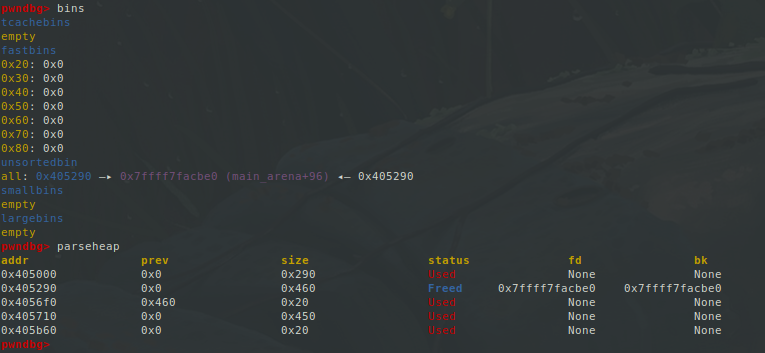 pwndbg> bins
tcachebins
empty
fastbins
0x20: 0x0
0x30: 0x0
0x40: 0x0
0x50: 0x0
0x60: 0x0
0x70: 0x0
0x80: 0x0
unsortedbin
all: 0x405290 —▸ 0x7ffff7facbe0 (main_arena+96) ◂— 0x405290
smallbins
empty
largebins
empty
pwndbg> parseheap
addr prev size status fd bk
0x405000 0x0 0x290 Used None None
0x405290 0x0 0x460 Freed 0x7ffff7facbe0 0x7ffff7facbe0
0x4056f0 0x460 0x20 Used None None
0x405710 0x0 0x450 Used None None
0x405b60 0x0 0x20 Used None None
pwndbg>